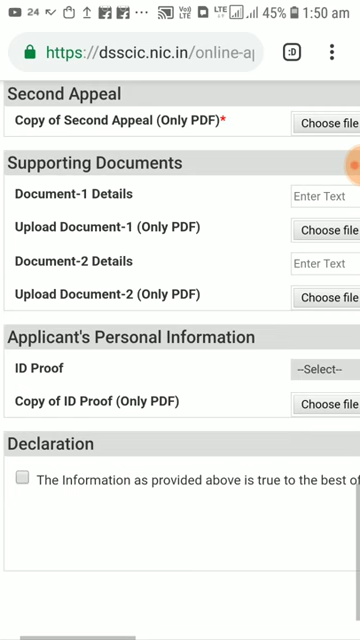 24 ... Vo) LTE LTE 45% 1:50 am
https://dsscic.nic.in/online-a :D
Second Appeal
Copy of Second Appeal (Only PDF)* Choose file
Supporting Documents
Document-1 Details Enter Text
Upload Document-1 (Only PDF) Choose file
Document-2 Details Enter Text
Upload Document-2 (Only PDF) Choose file
Applicant's Personal Information
ID Proof --Select--
Copy of ID Proof (Only PDF) Choose file
Declaration
The Information as provided above is true to the best of